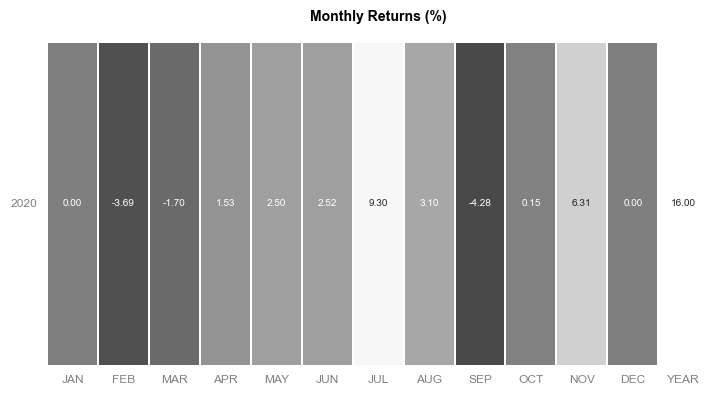 Monthly Returns (%)
2020 0.00 -3.69 -1.70 1.53 2.50 2.52 9.30 3.10 -4.28 0.15 6.31 0.00 16.00
JAN FEB MAR APR MAY JUN JUL AUG SEP OCT NOV DEC YEAR